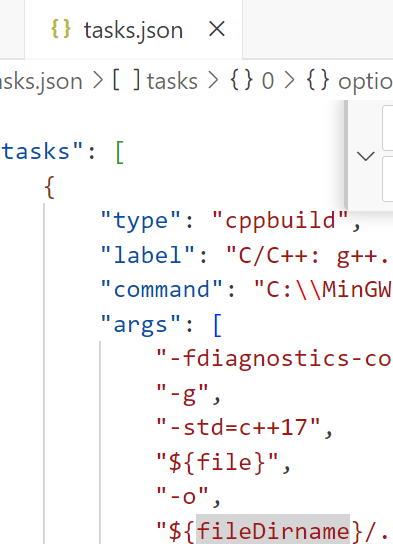 {} tasks.json ×
asks.json > [ ] tasks > {} 0 > {} optio
tasks": [
{
"type": "cppbuild",
"label": "C/C++: g++.
"command": "C:\\MinGW
"args": [
"-fdiagnostics-co
"-g",
"-std=c++17",
"${file}",
"-o",
"${fileDirname}/.